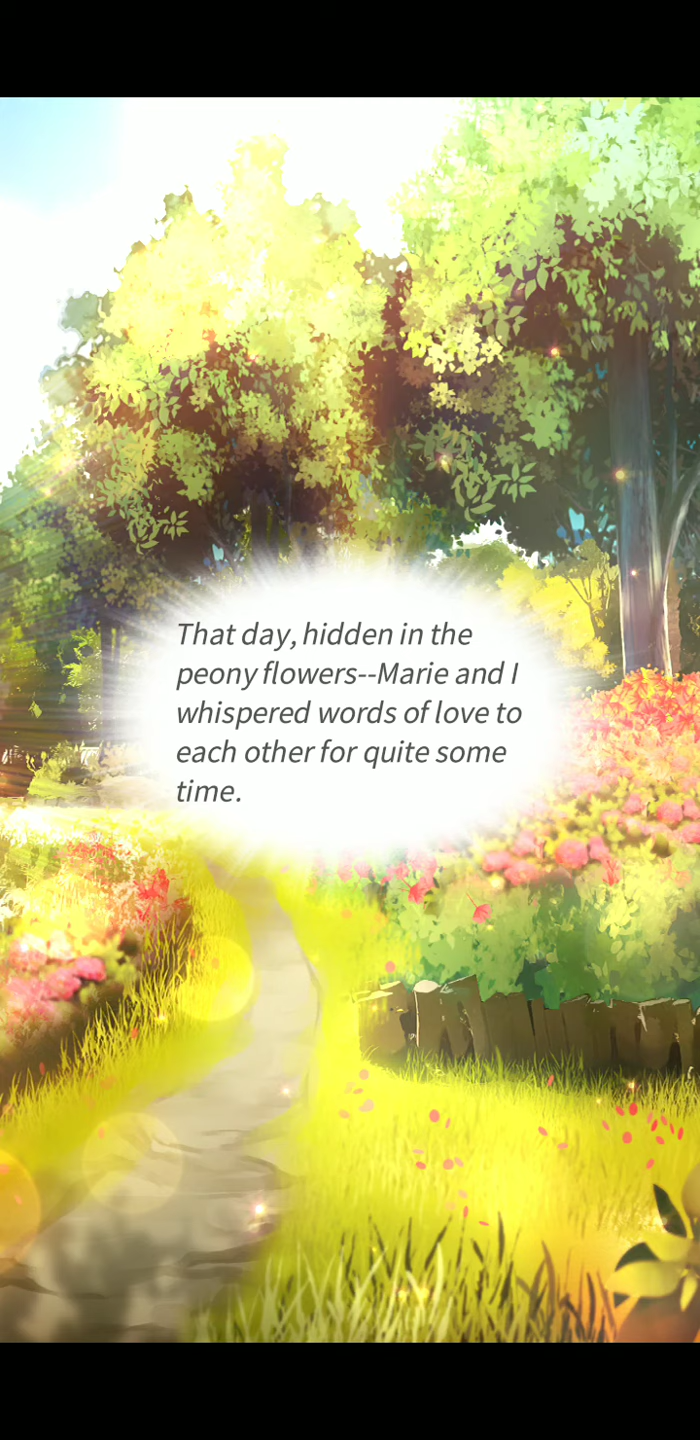 That day, hidden in the
peony flowers--Marie and I
whispered words of love to
each other for quite some
time.